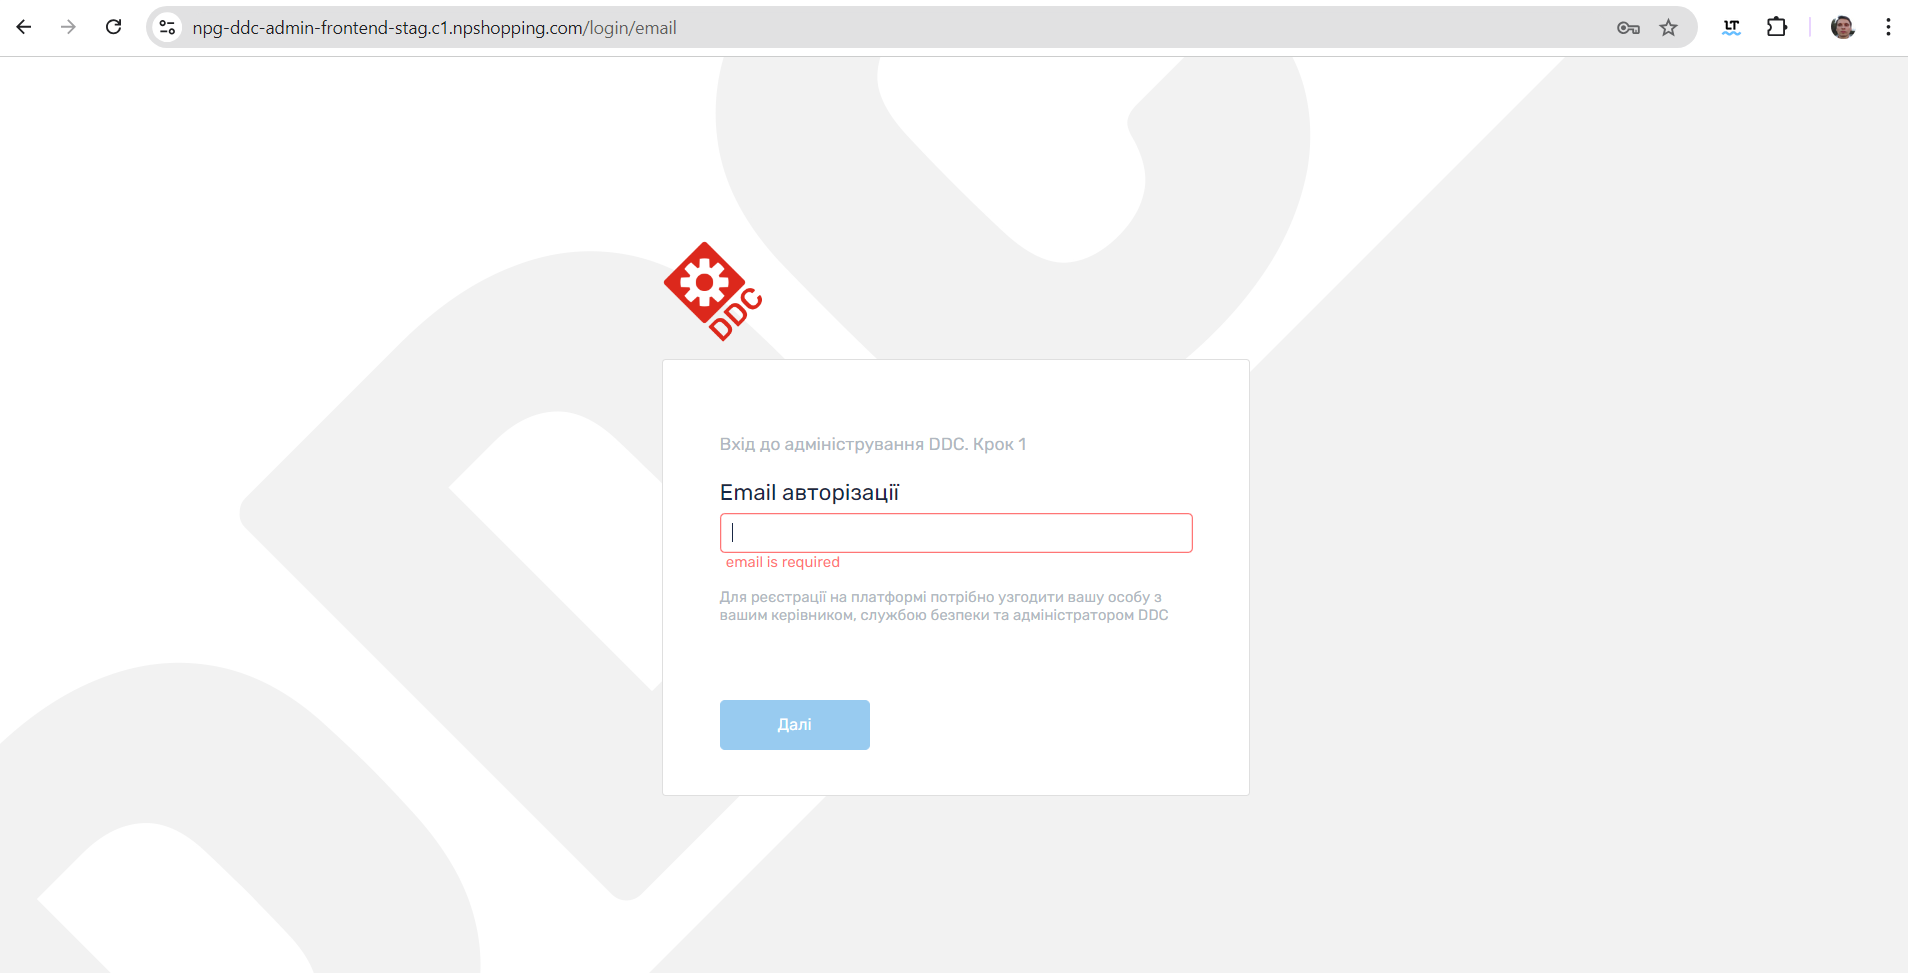 npg-ddc-admin-frontend-stag.c1.npshopping.com/login/email
LT
DDC
Вхід до адміністрування DDC. Крок 1
Email авторізації
email is required
Для реєстрації на платформі потрібно узгодити вашу особу з
вашим керівником, службою безпеки та адміністратором DDC
Далі